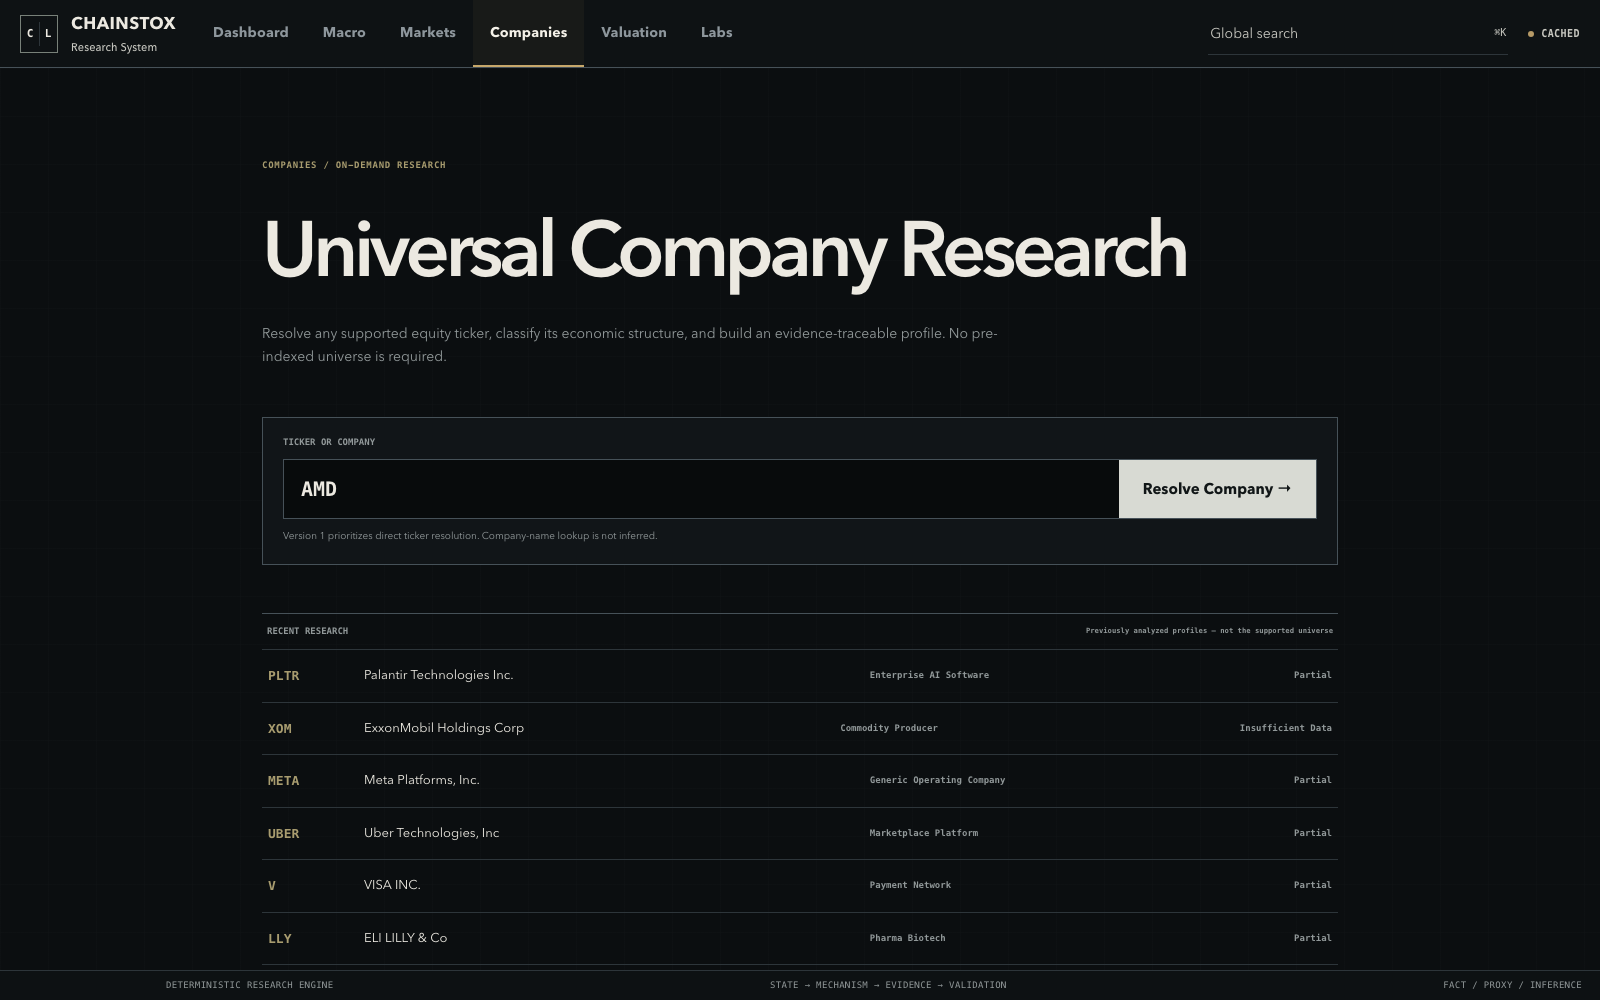 C L
CHAINSTOX
Research System
Dashboard Macro Markets Companies Valuation Labs
Global search ⌘K
CACHED
COMPANIES / ON-DEMAND RESEARCH
Universal Company Research
Resolve any supported equity ticker, classify its economic structure, and build an evidence-traceable profile. No pre-
indexed universe is required.
TICKER OR COMPANY
AMD
Resolve Company →
Version 1 prioritizes direct ticker resolution. Company-name lookup is not inferred.
RECENT RESEARCH Previously analyzed profiles — not the supported universe
PLTR Palantir Technologies Inc. Enterprise AI Software Partial
XOM ExxonMobil Holdings Corp Commodity Producer Insufficient Data
META Meta Platforms, Inc. Generic Operating Company Partial
UBER Uber Technologies, Inc Marketplace Platform Partial
V VISA INC. Payment Network Partial
LLY ELI LILLY & Co Pharma Biotech Partial
DETERMINISTIC RESEARCH ENGINE STATE → MECHANISM → EVIDENCE → VALIDATION FACT / PROXY / INFERENCE